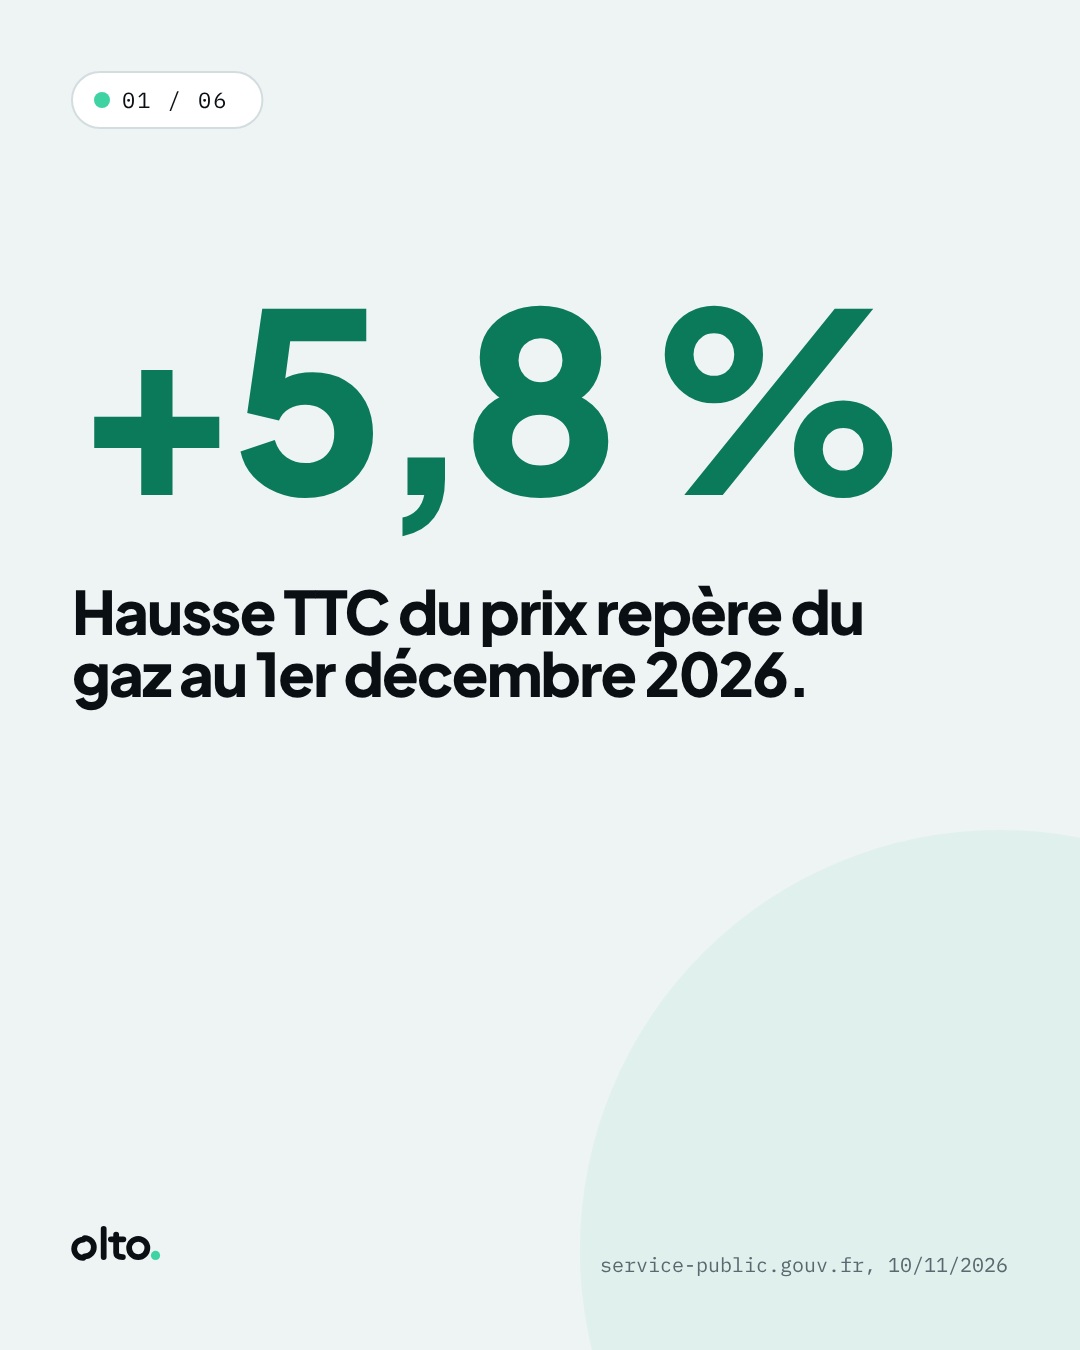 01 / 06
+5,8 %
Hausse TTC du prix repère du
gaz au 1er décembre 2026.
olto.
service-public.gouv.fr, 10/11/2026